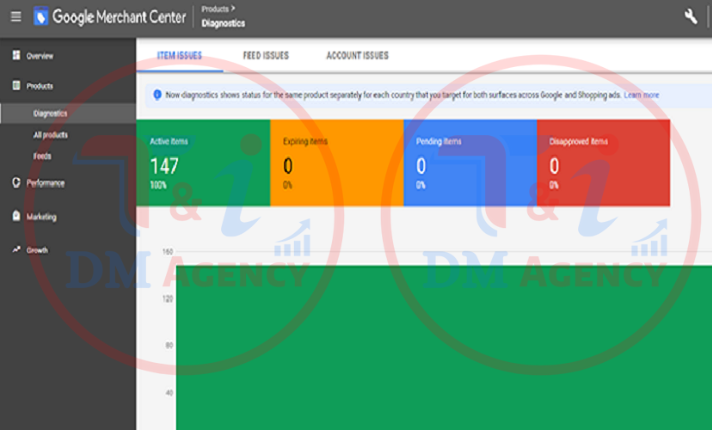 Google Merchant Center
Products >
Diagnostics
Overview
Products
Diagnostics
All products
Feeds
Performance
Marketing
Growth
ITEM ISSUES FEED ISSUES ACCOUNT ISSUES
Now diagnostics shows status for the same product separately for each country that you target for both surfaces across Google and Shopping ads. Learn more
Active items
147
100%
Expiring items
0
0%
Pending items
0
0%
Disapproved items
0
0%
160
120
80
40
T&i
DM AGENCY
T&i
DM AGENCY